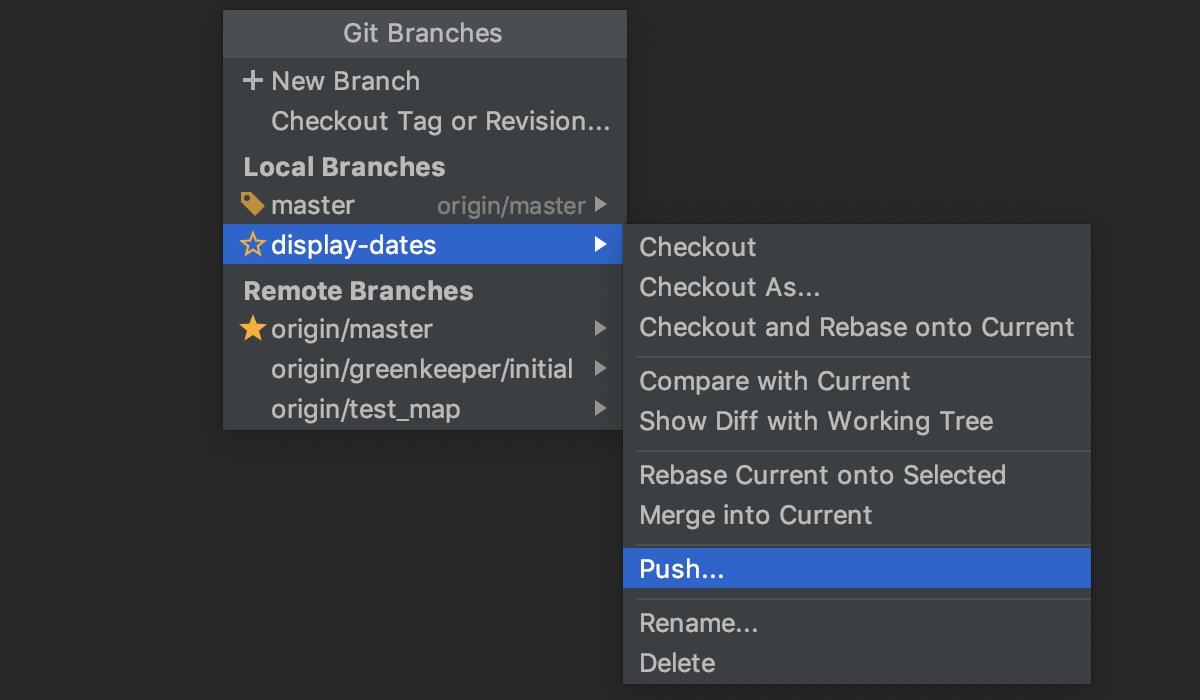 Git Branches
New Branch
Checkout Tag or Revision...
Local Branches
master origin/master
display-dates
Remote Branches
origin/master
origin/greenkeeper/initial
origin/test_map
Checkout
Checkout As...
Checkout and Rebase onto Current
Compare with Current
Show Diff with Working Tree
Rebase Current onto Selected
Merge into Current
Push...
Rename...
Delete